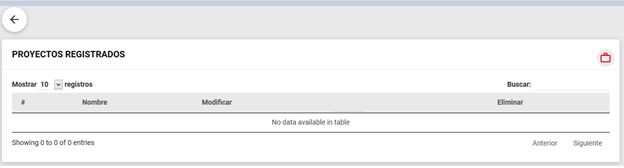 PROYECTOS REGISTRADOS
Mostrar 10 registros Buscar:
# Nombre Modificar Eliminar
No data available in table
Showing 0 to 0 of 0 entries Anterior Siguiente